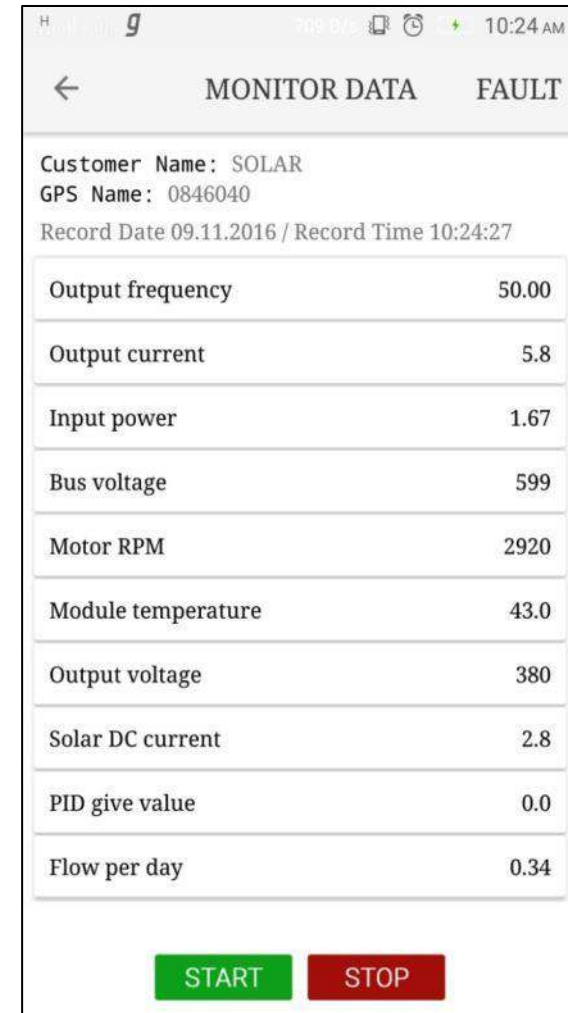 H g 709 B/s 10:24 AM
← MONITOR DATA FAULT
Customer Name: SOLAR
GPS Name: 0846040
Record Date 09.11.2016 / Record Time 10:24:27
Output frequency 50.00
Output current 5.8
Input power 1.67
Bus voltage 599
Motor RPM 2920
Module temperature 43.0
Output voltage 380
Solar DC current 2.8
PID give value 0.0
Flow per day 0.34
START STOP